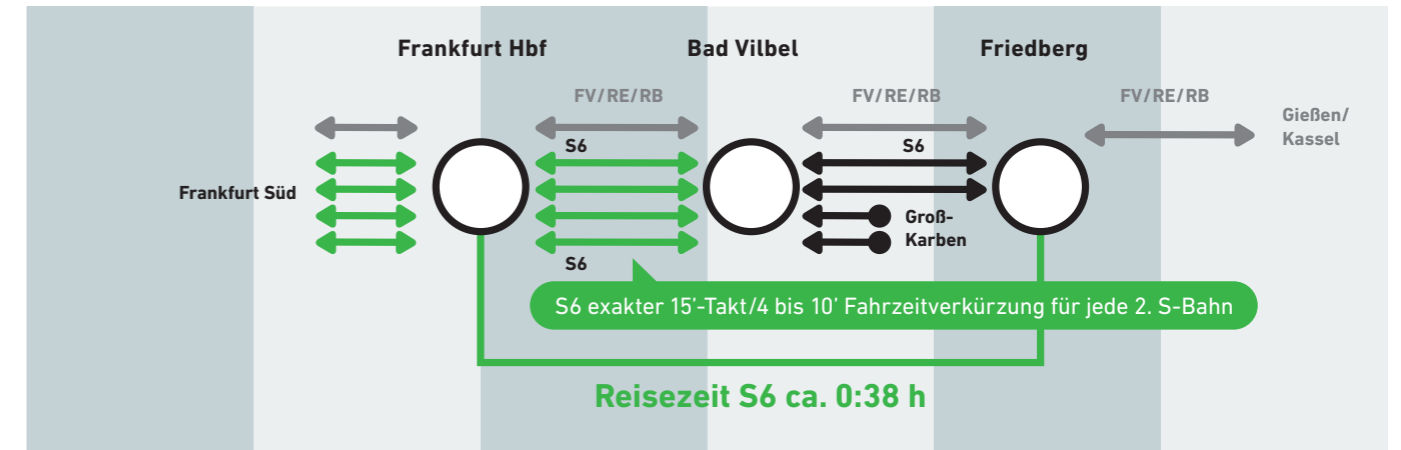 Frankfurt Hbf
Bad Vilbel
Friedberg
FV/RE/RB
FV/RE/RB
FV/RE/RB
Gießen/
Kassel
S6
S6
Frankfurt Süd
Groß-
Karben
S6
S6 exakter 15’-Takt/4 bis 10’ Fahrzeitverkürzung für jede 2. S-Bahn
Reisezeit S6 ca. 0:38 h